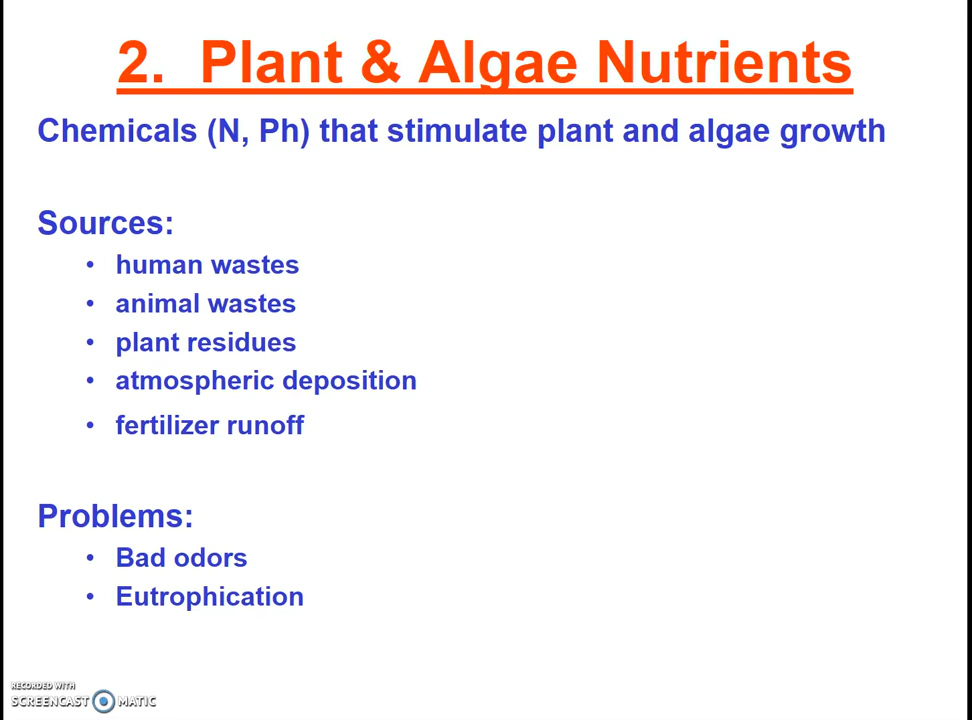 2. Plant & Algae Nutrients
Chemicals (N, Ph) that stimulate plant and algae growth
Sources:
• human wastes
• animal wastes
• plant residues
• atmospheric deposition
• fertilizer runoff
Problems:
• Bad odors
• Eutrophication
RECORDED WITH
SCREENCAST MATIC